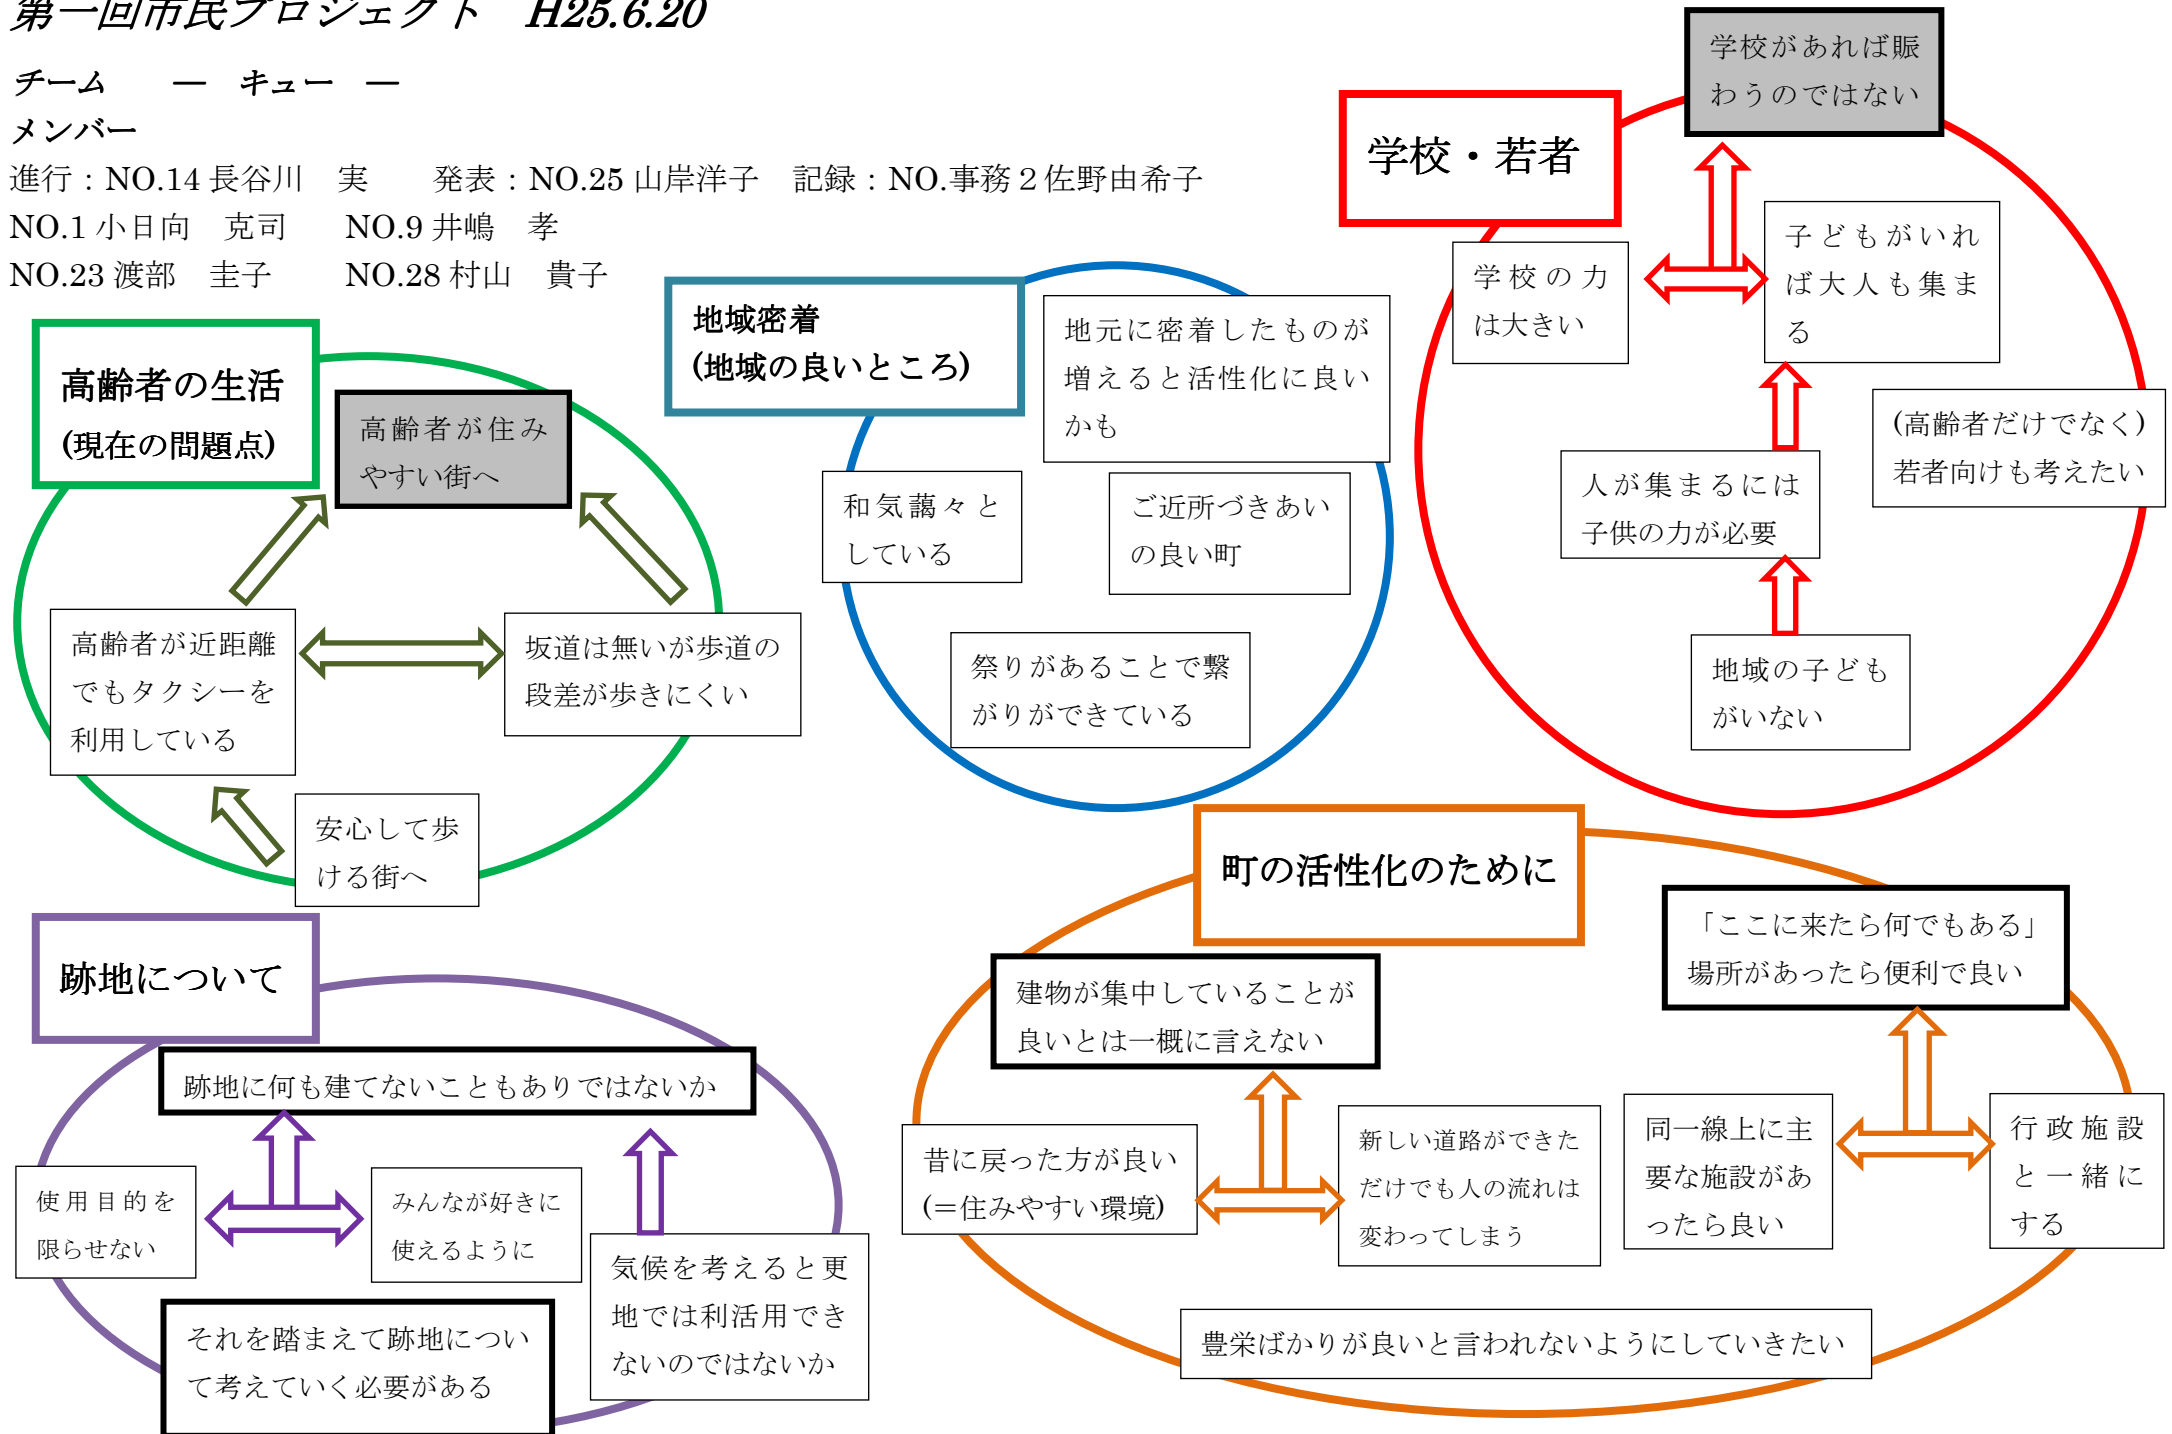 第一回市民プロジェクト　H25.6.20
チーム　　―　キュー　―
メンバー
進行：NO.14 長谷川　実　　発表：NO.25 山岸洋子　記録：NO.事務２佐野由希子
NO.1 小日向　克司　　NO.9 井嶋　孝
NO.23 渡部　圭子　　NO.28 村山　貴子
高齢者の生活
(現在の問題点)
高齢者が住み
やすい街へ
高齢者が近距離
でもタクシーを
利用している
坂道は無いが歩道の
段差が歩きにくい
安心して歩
ける街へ
地域密着
(地域の良いところ)
地元に密着したものが
増えると活性化に良い
かも
和気藹々と
している
ご近所づきあい
の良い町
祭りがあることで繋
がりができている
学校・若者
学校があれば賑
わうのではない
学校の力
は大きい
子どもがいれ
ば大人も集ま
る
(高齢者だけでなく)
若者向けも考えたい
人が集まるには
子供の力が必要
地域の子ども
がいない
跡地について
跡地に何も建てないこともありではないか
使用目的を
限らせない
みんなが好きに
使えるように
気候を考えると更
地では利活用でき
ないのではないか
それを踏まえて跡地につい
て考えていく必要がある
町の活性化のために
建物が集中していることが
良いとは一概に言えない
「ここに来たら何でもある」
場所があったら便利で良い
昔に戻った方が良い
(＝住みやすい環境)
新しい道路ができた
だけでも人の流れは
変わってしまう
同一線上に主
要な施設があ
ったら良い
行政施設
と一緒に
する
豊栄ばかりが良いと言われないようにしていきたい